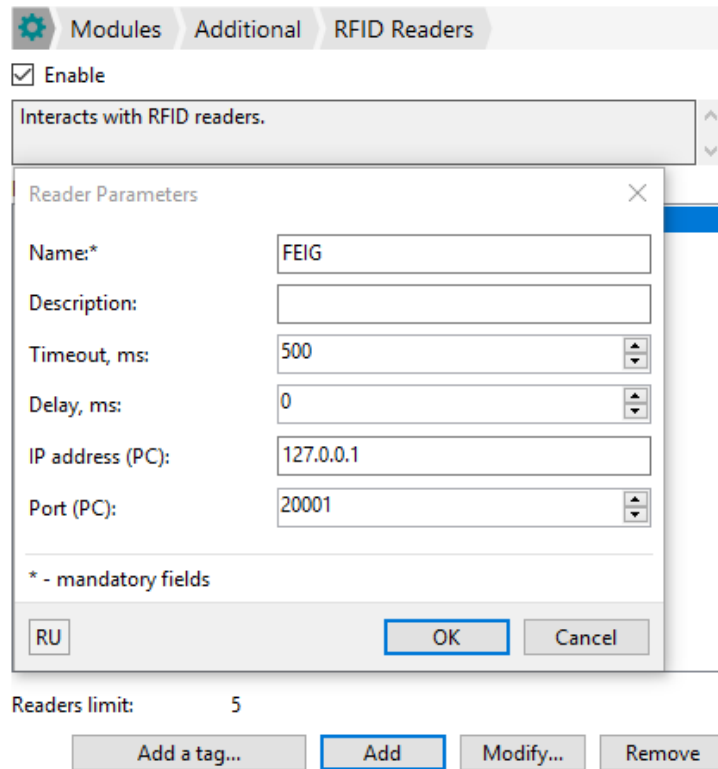 Modules Additional RFID Readers
Enable
Interacts with RFID readers.
Reader Parameters
Name:* FEIG
Description:
Timeout, ms: 500
Delay, ms: 0
IP address (PC): 127.0.0.1
Port (PC): 20001
* - mandatory fields
RU OK Cancel
Readers limit: 5
Add a tag... Add Modify... Remove